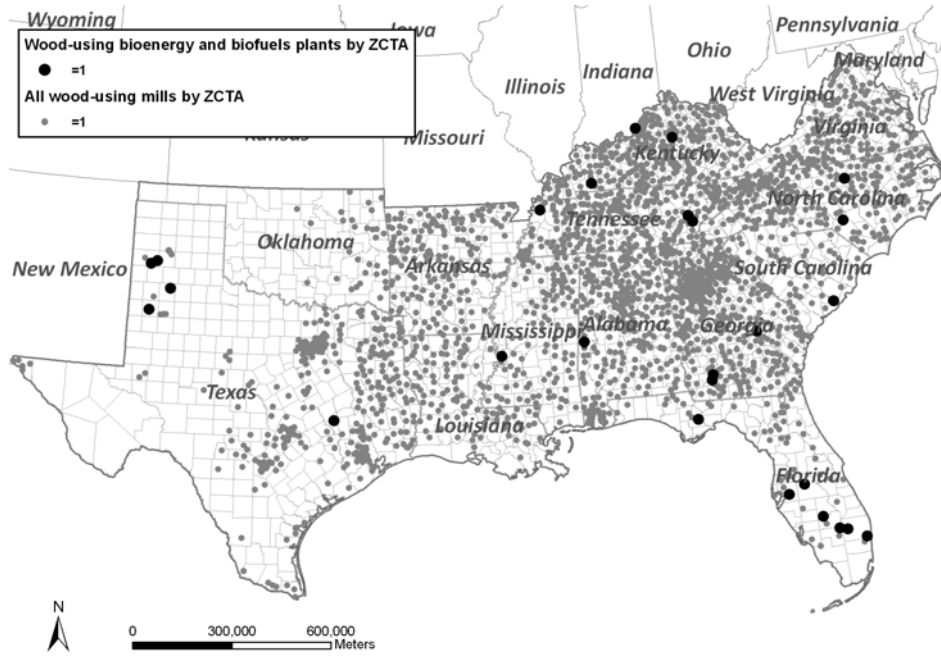 Wyoming
Iowa
Pennsylvania
Wood-using bioenergy and biofuels plants by ZCTA
=1
All wood-using mills by ZCTA
=1
Ohio
Maryland
Illinois
Indiana
West Virginia
Kansas
Missouri
Virginia
Kentucky
North Carolina
Tennessee
Oklahoma
New Mexico
Arkansas
South Carolina
Mississippi
Alabama
Georgia
Texas
Louisiana
Florida
N
0 300,000 600,000
Meters